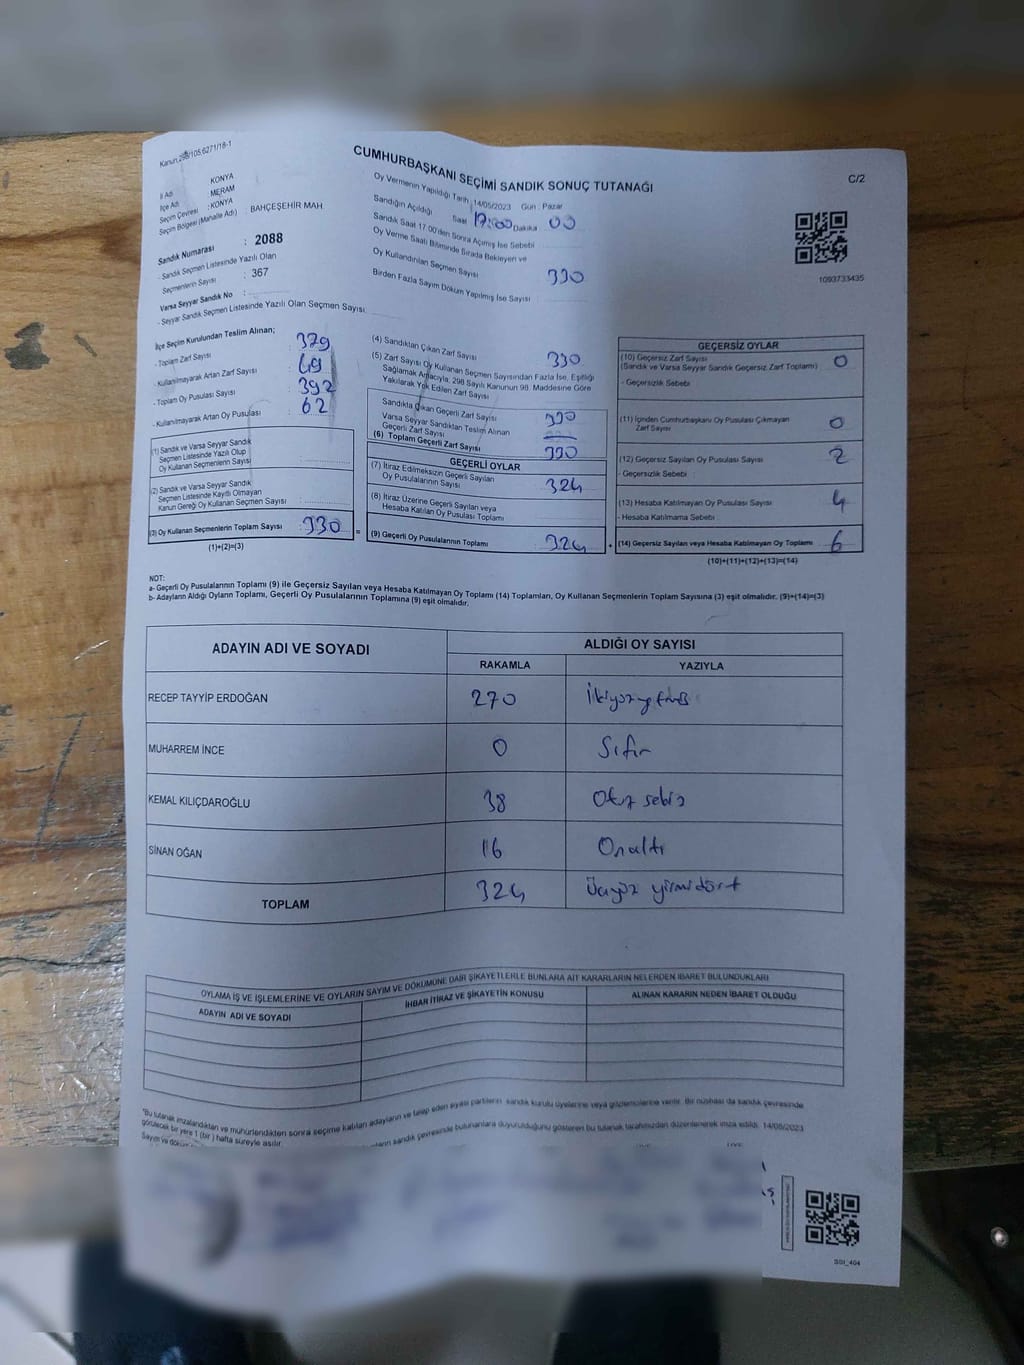 Kanun 298/105,6271/18-1
CUMHURBAŞKANI SEÇİMİ SANDIK SONUÇ TUTANAĞI
C/2
İl Adı : KONYA
İlçe Adı : MERAM
Seçim Çevresi : KONYA
Seçim Bölgesi (Mahalle Adı) : BAHÇEŞEHİR MAH.
Sandık Numarası : 2088
- Sandık Seçmen Listesinde Yazılı Olan
Seçmenlerin Sayısı : 367
Varsa Seyyar Sandık No :
- Seyyar Sandık Seçmen Listesinde Yazılı Olan Seçmen Sayısı:
Oy Vermenin Yapıldığı Tarih : 14/05/2023 Gün : Pazar
Sandığın Açıldığı Saat 17:00 Dakika 00
Sandık Saat 17.00'den Sonra Açılmış İse Sebebi
Oy Verme Saati Bitiminde Sırada Bekleyen ve
Oy Kullandırılan Seçmen Sayısı 330
Birden Fazla Sayım Döküm Yapılmış İse Sayısı
1093733435
İlçe Seçim Kurulundan Teslim Alınan;
- Toplam Zarf Sayısı : 379
- Kullanılmayarak Artan Zarf Sayısı : 49
- Toplam Oy Pusulası Sayısı : 392
- Kullanılmayarak Artan Oy Pusulası : 62
(1) Sandık ve Varsa Seyyar Sandık
Seçmen Listesinde Yazılı Olup
Oy Kullanan Seçmenlerin Sayısı :
(2) Sandık ve Varsa Seyyar Sandık
Seçmen Listesinde Kayıtlı Olmayan
Kanun Gereği Oy Kullanan Seçmen Sayısı :
(3) Oy Kullanan Seçmenlerin Toplam Sayısı : 330 =
(1)+(2)=(3)
(4) Sandıktan Çıkan Zarf Sayısı 330
(5) Zarf Sayısı Oy Kullanan Seçmen Sayısından Fazla İse, Eşitliği
Sağlamak Amacıyla, 298 Sayılı Kanunun 98. Maddesine Göre
Yakılarak Yok Edilen Zarf Sayısı
Sandıkta Çıkan Geçerli Zarf Sayısı 330
Varsa Seyyar Sandıktan Teslim Alınan
Geçerli Zarf Sayısı
(6) Toplam Geçerli Zarf Sayısı 330
GEÇERLİ OYLAR
(7) İtiraz Edilmeksizin Geçerli Sayılan
Oy Pusulalarının Sayısı 324
(8) İtiraz Üzerine Geçerli Sayılan veya
Hesaba Katılan Oy Pusulası Toplamı
(9) Geçerli Oy Pusulalarının Toplamı 324
GEÇERSİZ OYLAR
(10) Geçersiz Zarf Sayısı 0
(Sandık ve Varsa Seyyar Sandık Geçersiz Zarf Toplamı)
- Geçersizlik Sebebi
(11) İçinden Cumhurbaşkanı Oy Pusulası Çıkmayan
Zarf Sayısı 0
(12) Geçersiz Sayılan Oy Pusulası Sayısı 2
- Geçersizlik Sebebi
(13) Hesaba Katılmayan Oy Pusulası Sayısı 4
- Hesaba Katılmama Sebebi
(14) Geçersiz Sayılan veya Hesaba Katılmayan Oy Toplamı 6
(10)+(11)+(12)+(13)=(14)
NOT:
a- Geçerli Oy Pusulalarının Toplamı (9) ile Geçersiz Sayılan veya Hesaba Katılmayan Oy Toplamı (14) Toplamları, Oy Kullanan Seçmenlerin Toplam Sayısına (3) eşit olmalıdır. (9)+(14)=(3)
b- Adayların Aldığı Oyların Toplamı, Geçerli Oy Pusulalarının Toplamına (9) eşit olmalıdır.
ADAYIN ADI VE SOYADI
ALDIĞI OY SAYISI
RAKAMLA YAZIYLA
RECEP TAYYİP ERDOĞAN 270 İkiyüzyetmiş
MUHARREM İNCE 0 Sıfır
KEMAL KILIÇDAROĞLU 38 Otuz sekiz
SİNAN OĞAN 16 Onaltı
TOPLAM 324 Üçyüz yirmidört
OYLAMA İŞ VE İŞLEMLERİNE VE OYLARIN SAYIM VE DÖKÜMÜNE DAİR ŞİKAYETLERLE BUNLARA AİT KARARLARIN NELERDEN İBARET BULUNDUKLARI
ADAYIN ADI VE SOYADI
İHBAR İTİRAZ VE ŞİKAYETİN KONUSU
ALINAN KARARIN NEDEN İBARET OLDUĞU
*Bu tutanak imzalandıktan ve mühürlendikten sonra seçime katılan adayların ve talep eden siyasi partilerin sandık kurulu üyelerine veya gözlemcilerine verilir. Bir nüshası da sandık çevresinde
görülecek bir yere 1 (bir) hafta süreyle asılır.
Sayım ve sandık çevresinde bulunanlara duyurulduğunu gösteren bu tutanak tarafımızdan düzenlenerek imza edildi. 14/05/2023
SSI_404